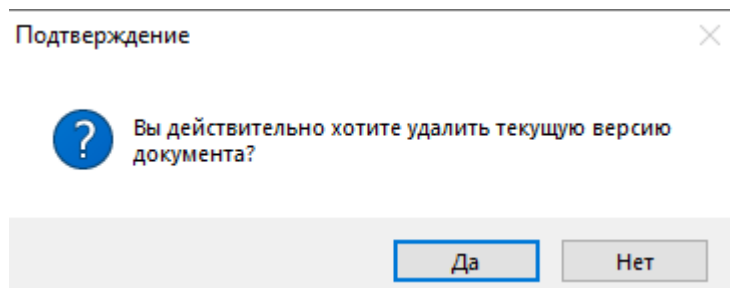 Подтверждение
Вы действительно хотите удалить текущую версию
документа?
Да
Нет